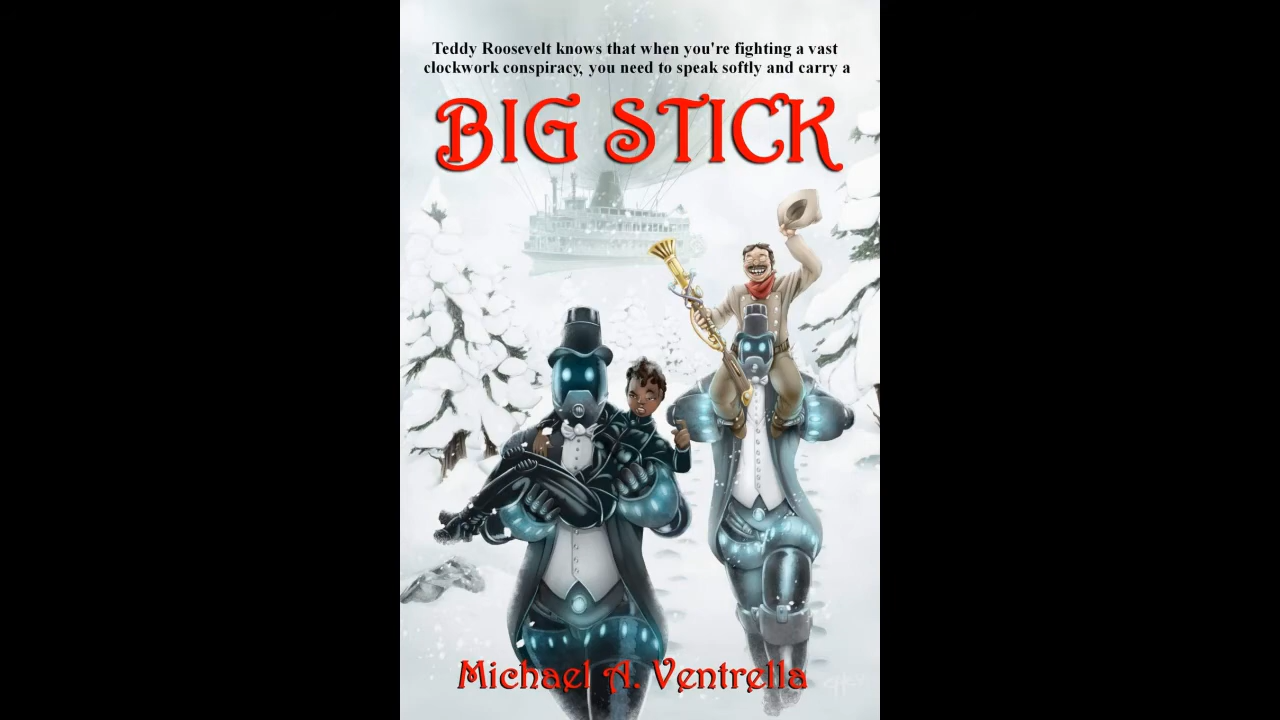 Teddy Roosevelt knows that when you're fighting a vast
clockwork conspiracy, you need to speak softly and carry a
BIG STICK
Michael A. Ventrella